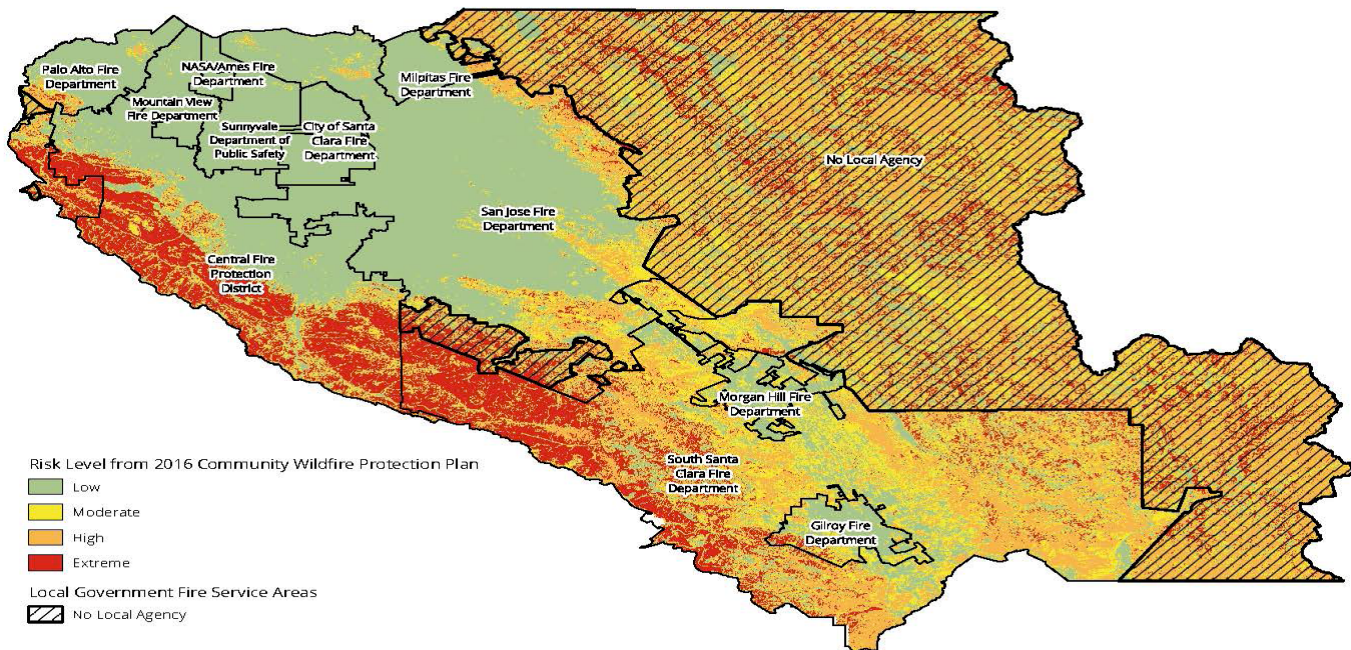 Palo Alto Fire
Department
NASA/Ames Fire
Department
Milpitas Fire
Department
Mountain View
Fire Department
Sunnyvale
Department of
Public Safety
City of Santa
Clara Fire
Department
No Local Agency
San Jose Fire
Department
Central Fire
Protection
District
Morgan Hill Fire
Department
South Santa
Clara Fire
Department
Gilroy Fire
Department
Risk Level from 2016 Community Wildfire Protection Plan
Low
Moderate
High
Extreme
Local Government Fire Service Areas
No Local Agency